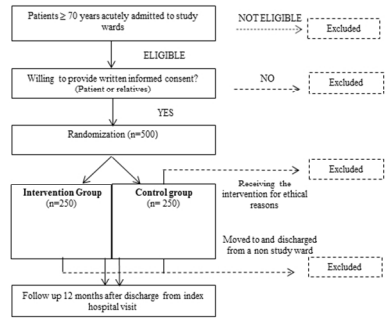 Patients ≥ 70 years acutely admitted to study
wards
NOT ELIGIBLE
Excluded
ELIGIBLE
Willing to provide written informed consent?
(Patient or relatives)
NO
Excluded
YES
Randomization (n=500)
Excluded
Intervention Group
(n=250)
Control group
(n= 250)
Receiving the
intervention for ethical
reasons
Moved to and discharged
from a non study ward
Excluded
Follow up 12 months after discharge from index
hospital visit